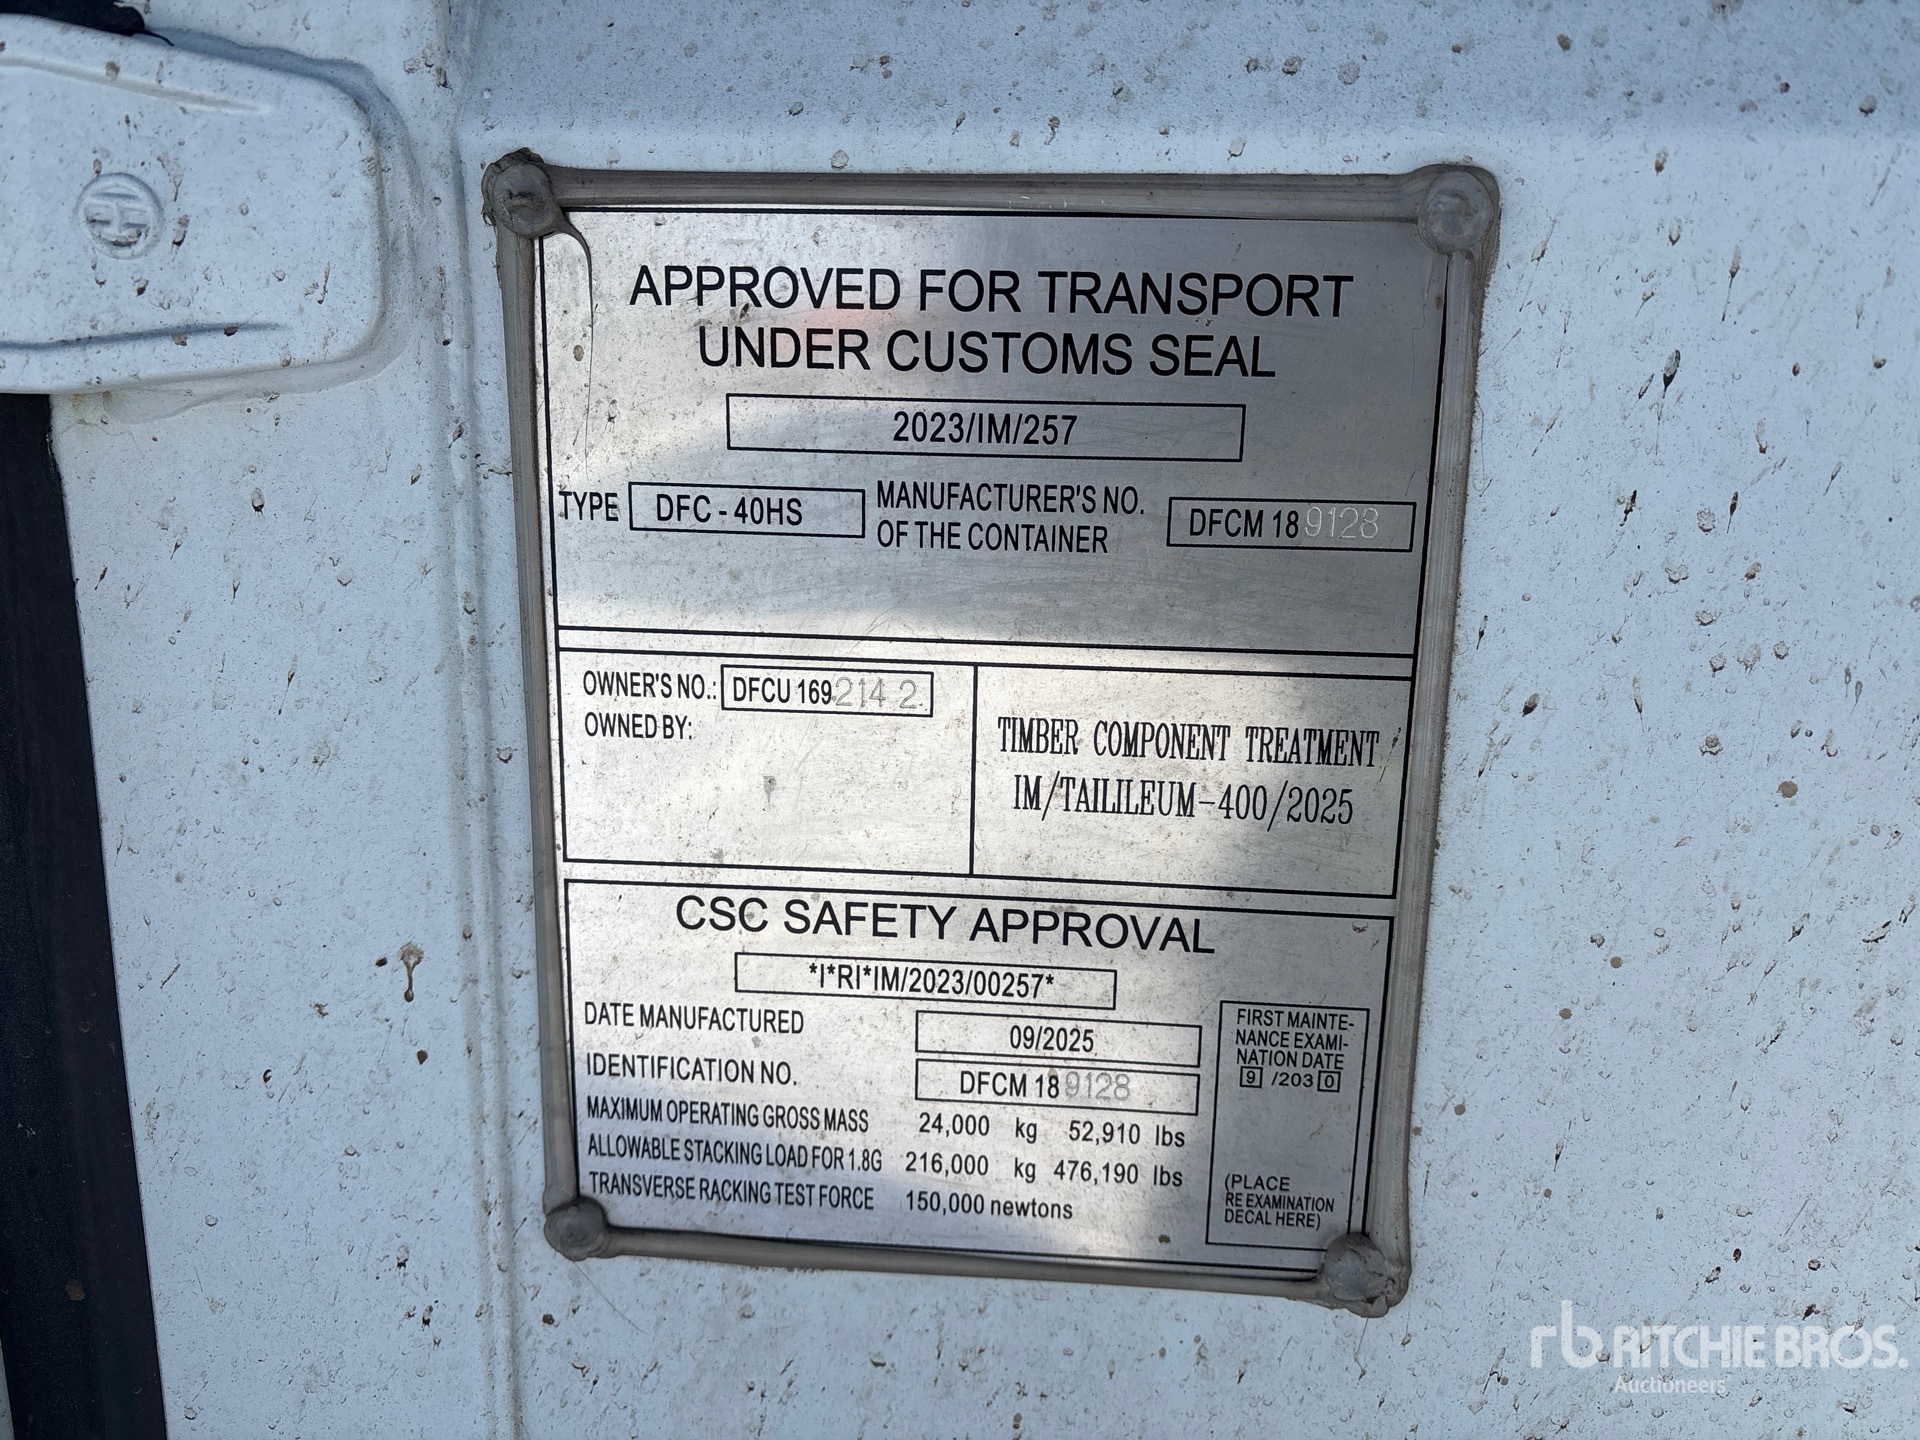 APPROVED FOR TRANSPORT
UNDER CUSTOMS SEAL
2023/IM/257
TYPE DFC - 40HS MANUFACTURER'S NO. OF THE CONTAINER DFCM 189128
OWNER'S NO.: DFCU 1692142
OWNED BY:
TIMBER COMPONENT TREATMENT
IM/TAILILEUM-400/2025
CSC SAFETY APPROVAL
*I*RI*IM/2023/00257*
DATE MANUFACTURED 09/2025
IDENTIFICATION NO. DFCM 189128
MAXIMUM OPERATING GROSS MASS 24,000 kg 52,910 lbs
ALLOWABLE STACKING LOAD FOR 1.8G 216,000 kg 476,190 lbs
TRANSVERSE RACKING TEST FORCE 150,000 newtons
FIRST MAINTE-
NANCE EXAMI-
NATION DATE
9 /2030
(PLACE
RE EXAMINATION
DECAL HERE)
rb RITCHIE BROS.
Auctioneers